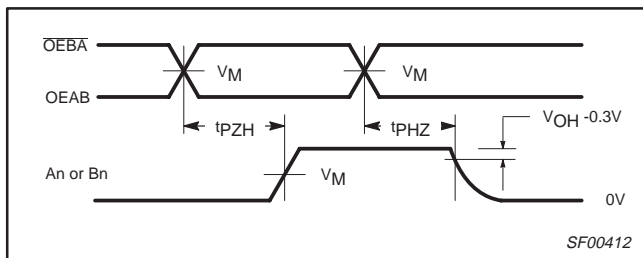 OEBA
VM VM
OEAB
tPZH tPHZ VOH -0.3V
An or Bn VM
0V
SF00412